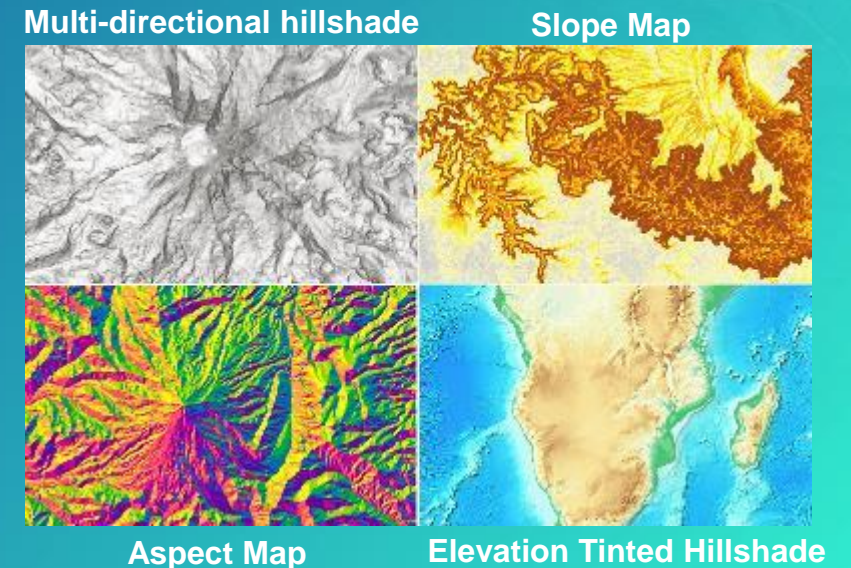 Multi-directional hillshade
Slope Map
Aspect Map
Elevation Tinted Hillshade